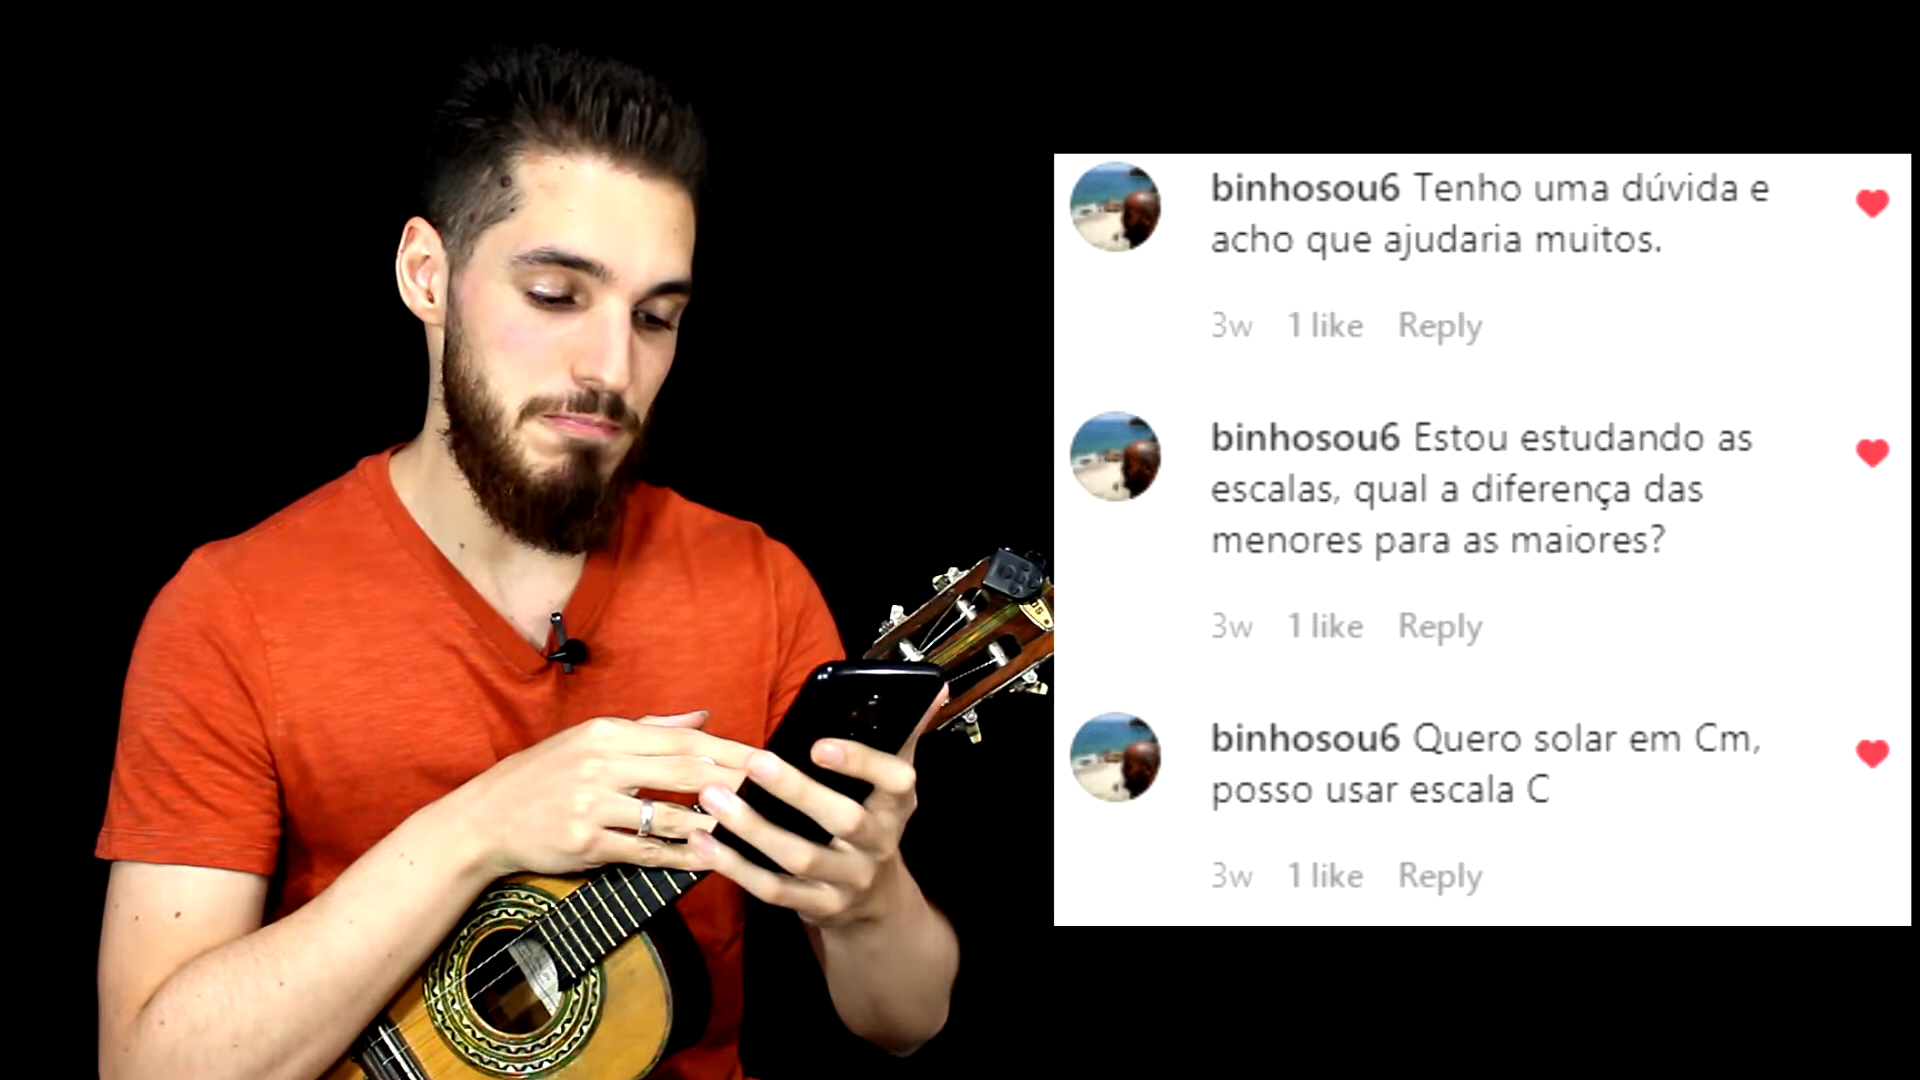 binhosou6 Tenho uma dúvida e
acho que ajudaria muitos.
3w 1 like Reply
binhosou6 Estou estudando as
escalas, qual a diferença das
menores para as maiores?
3w 1 like Reply
binhosou6 Quero solar em Cm,
posso usar escala C
3w 1 like Reply